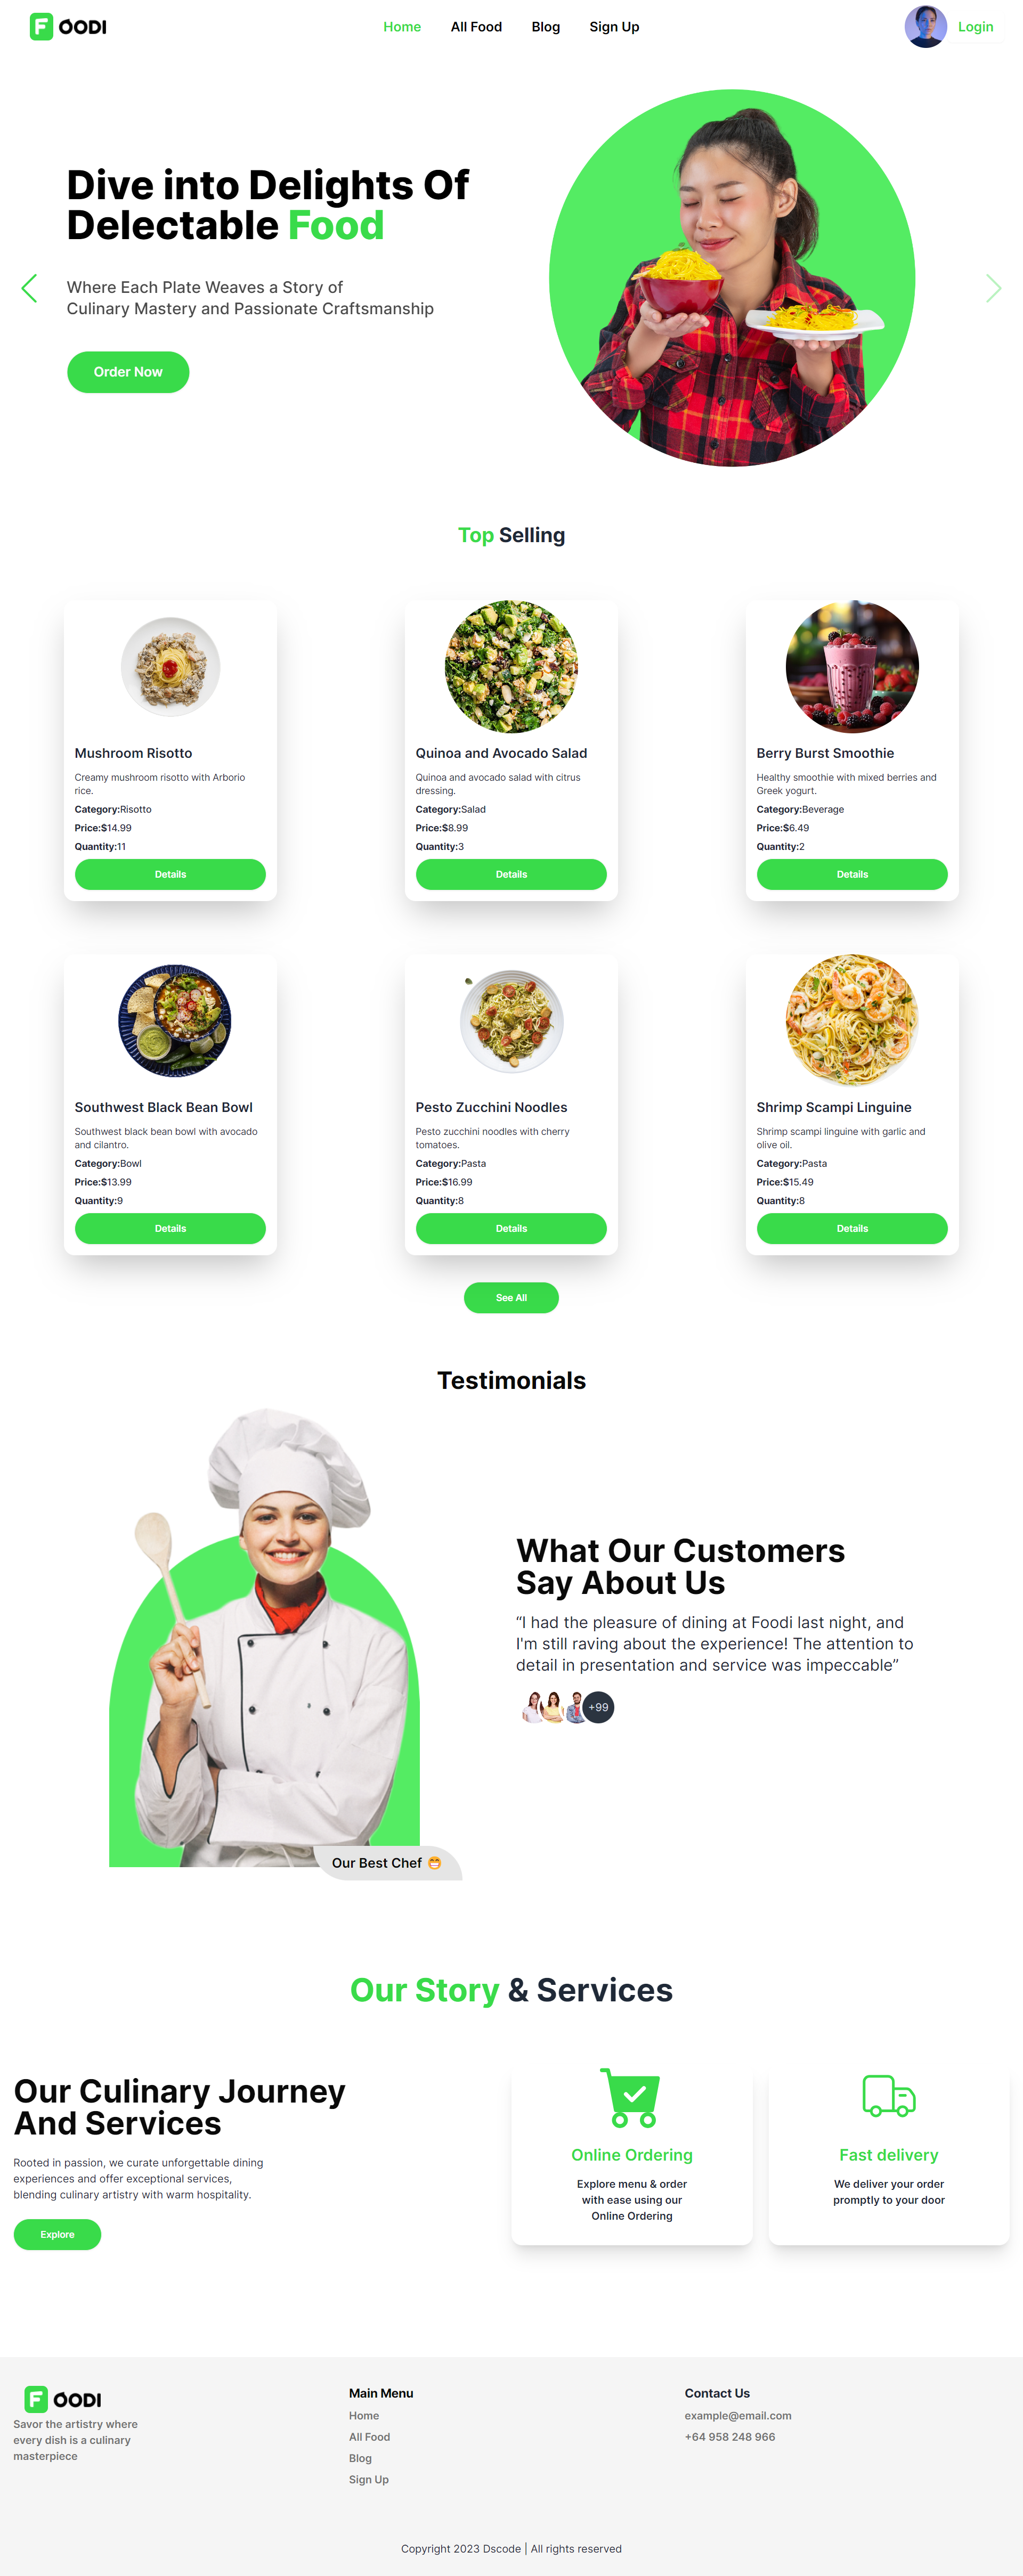 FOODI
Home
All Food
Blog
Sign Up
Login
Dive into Delights Of
Delectable Food
Where Each Plate Weaves a Story of
Culinary Mastery and Passionate Craftsmanship
Order Now
Top Selling
Mushroom Risotto
Creamy mushroom risotto with Arborio
rice.
Category:Risotto
Price:$14.99
Quantity:11
Details
Quinoa and Avocado Salad
Quinoa and avocado salad with citrus
dressing.
Category:Salad
Price:$8.99
Quantity:3
Details
Berry Burst Smoothie
Healthy smoothie with mixed berries and
Greek yogurt.
Category:Beverage
Price:$6.49
Quantity:2
Details
Southwest Black Bean Bowl
Southwest black bean bowl with avocado
and cilantro.
Category:Bowl
Price:$13.99
Quantity:9
Details
Pesto Zucchini Noodles
Pesto zucchini noodles with cherry
tomatoes.
Category:Pasta
Price:$16.99
Quantity:8
Details
Shrimp Scampi Linguine
Shrimp scampi linguine with garlic and
olive oil.
Category:Pasta
Price:$15.49
Quantity:8
Details
See All
Testimonials
What Our Customers
Say About Us
“I had the pleasure of dining at Foodi last night, and
I'm still raving about the experience! The attention to
detail in presentation and service was impeccable”
+99
Our Best Chef 😁
Our Story & Services
Our Culinary Journey
And Services
Rooted in passion, we curate unforgettable dining
experiences and offer exceptional services,
blending culinary artistry with warm hospitality.
Explore
Online Ordering
Explore menu & order
with ease using our
Online Ordering
Fast delivery
We deliver your order
promptly to your door
FOODI
Savor the artistry where
every dish is a culinary
masterpiece
Main Menu
Home
All Food
Blog
Sign Up
Contact Us
example@email.com
+64 958 248 966
Copyright 2023 Dscode | All rights reserved